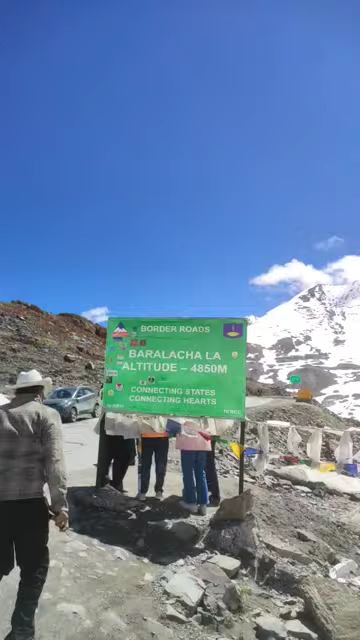 BORDER ROADS
BARALACHA LA
ALTITUDE – 4850M
CONNECTING STATES
CONNECTING HEARTS